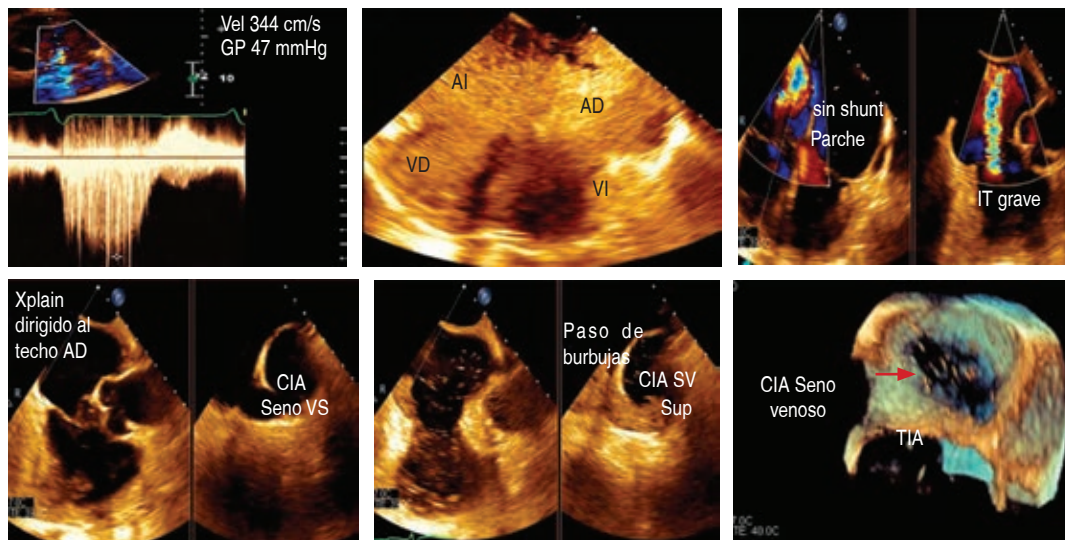 Vel 344 cm/s
GP 47 mmHg
10
AI
AD
VD
VI
sin shunt
Parche
IT grave
Xplain
dirigido al
techo AD
CIA
Seno VS
Paso de
burbujas
CIA SV
Sup
CIA Seno
venoso
TIA